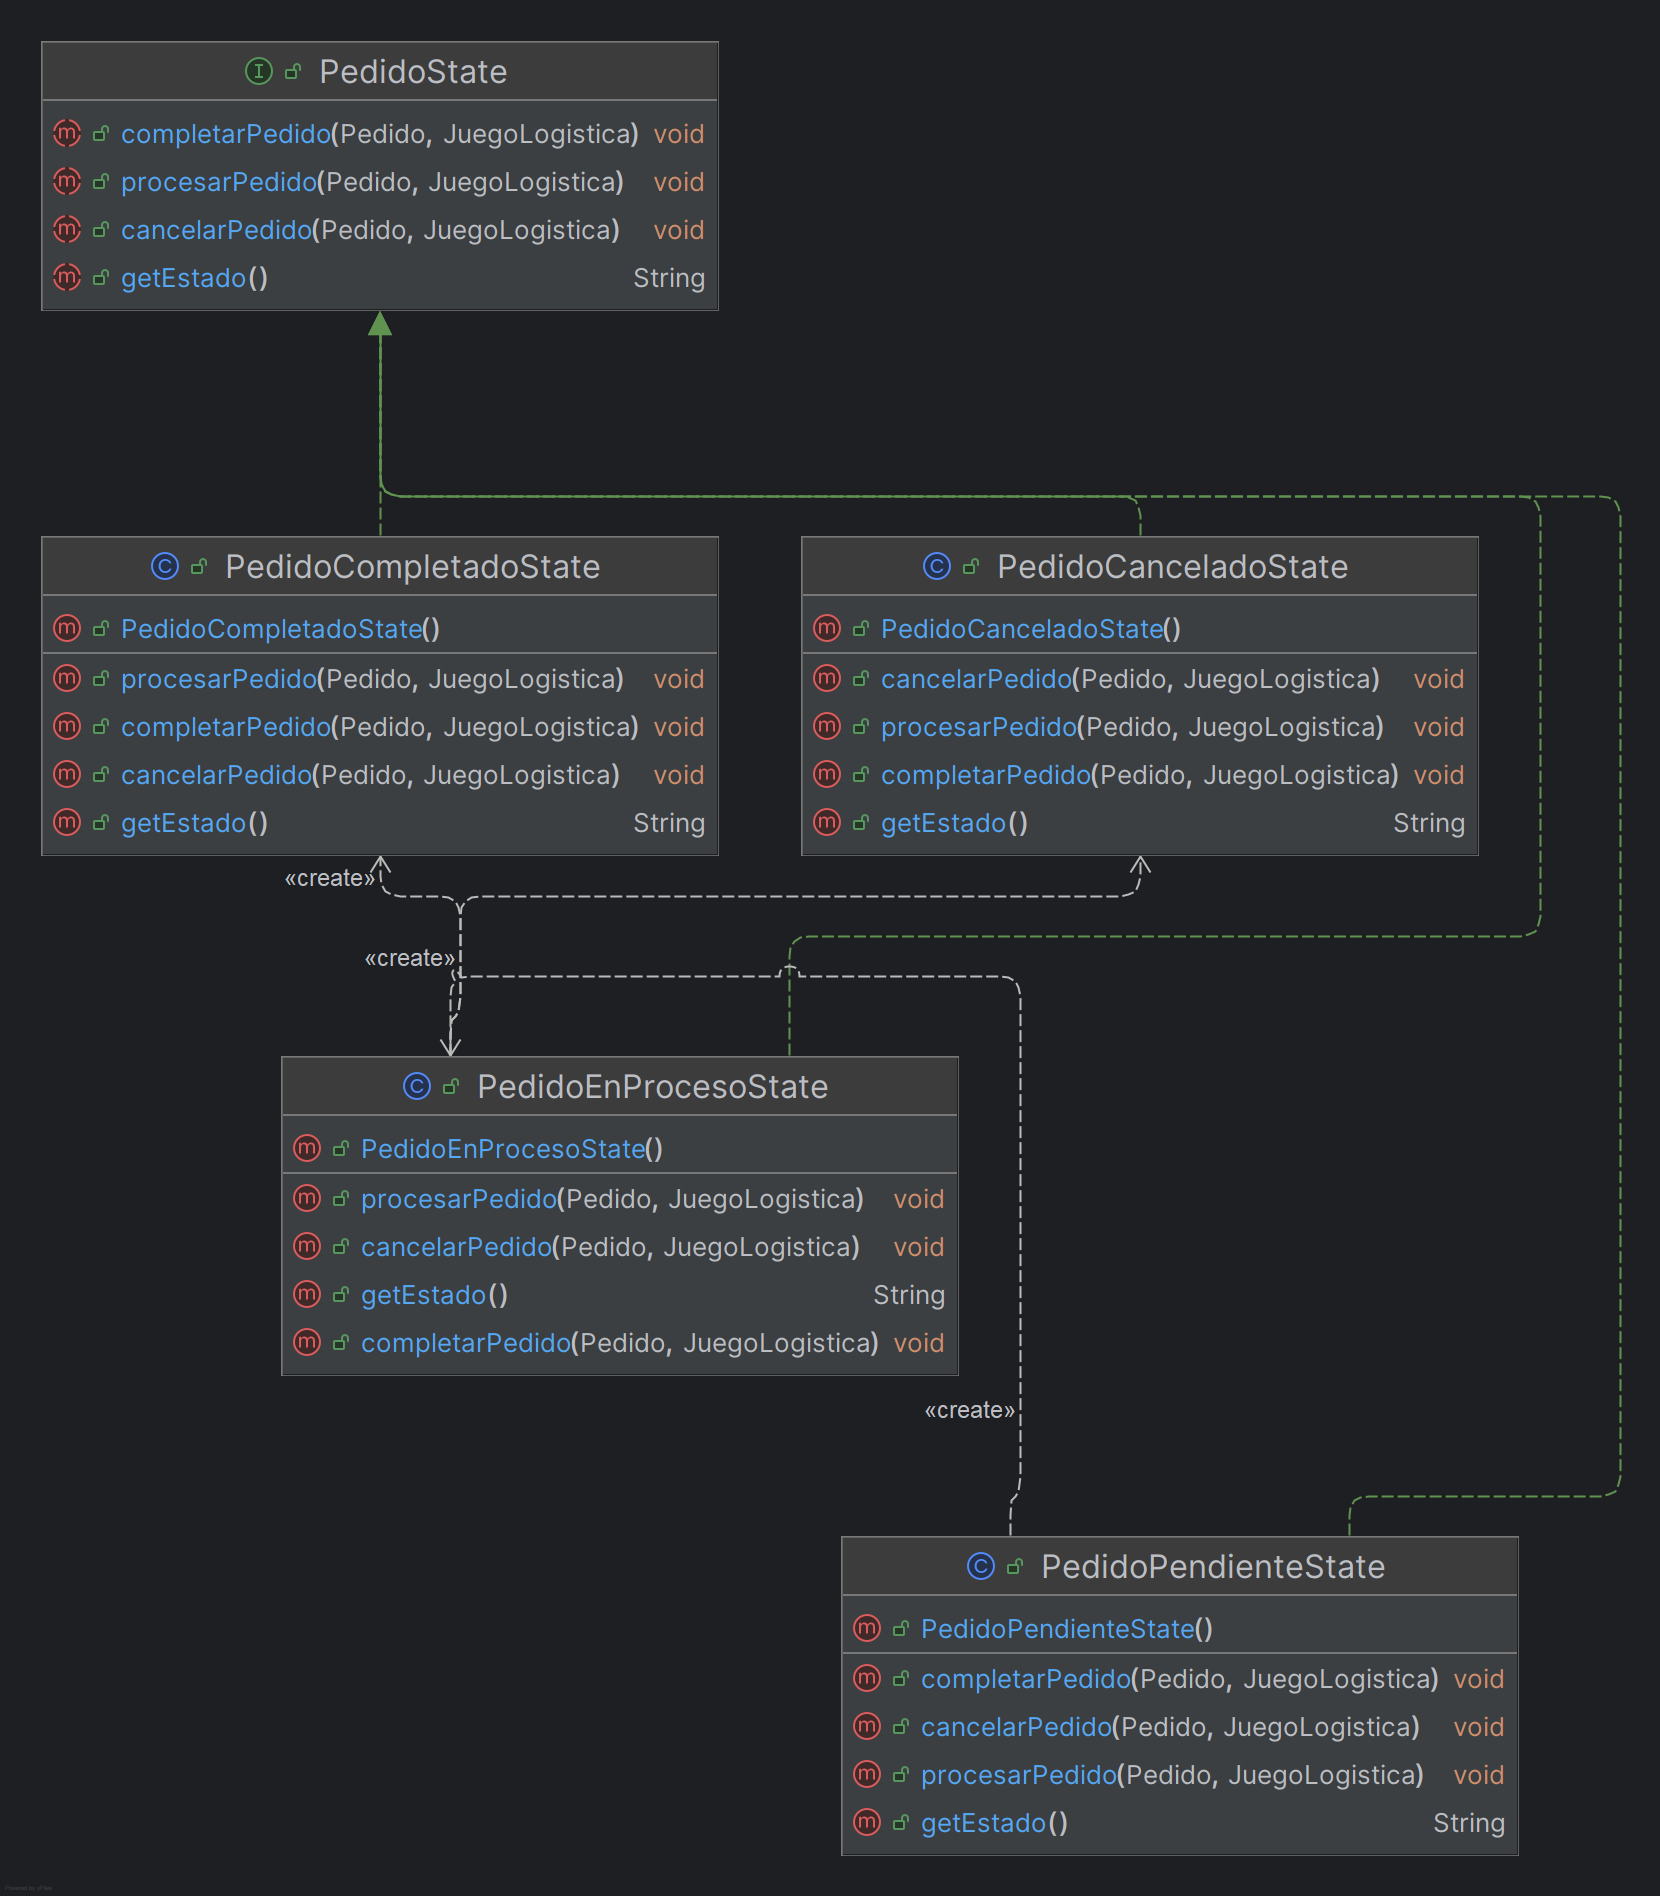 PedidoState
completarPedido(Pedido, JuegoLogistica) void
procesarPedido(Pedido, JuegoLogistica) void
cancelarPedido(Pedido, JuegoLogistica) void
getEstado() String
PedidoCompletadoState
PedidoCompletadoState()
procesarPedido(Pedido, JuegoLogistica) void
completarPedido(Pedido, JuegoLogistica) void
cancelarPedido(Pedido, JuegoLogistica) void
getEstado() String
PedidoCanceladoState
PedidoCanceladoState()
cancelarPedido(Pedido, JuegoLogistica) void
procesarPedido(Pedido, JuegoLogistica) void
completarPedido(Pedido, JuegoLogistica) void
getEstado() String
«create»
«create»
PedidoEnProcesoState
PedidoEnProcesoState()
procesarPedido(Pedido, JuegoLogistica) void
cancelarPedido(Pedido, JuegoLogistica) void
getEstado() String
completarPedido(Pedido, JuegoLogistica) void
«create»
PedidoPendienteState
PedidoPendienteState()
completarPedido(Pedido, JuegoLogistica) void
cancelarPedido(Pedido, JuegoLogistica) void
procesarPedido(Pedido, JuegoLogistica) void
getEstado() String
Powered by yFiles